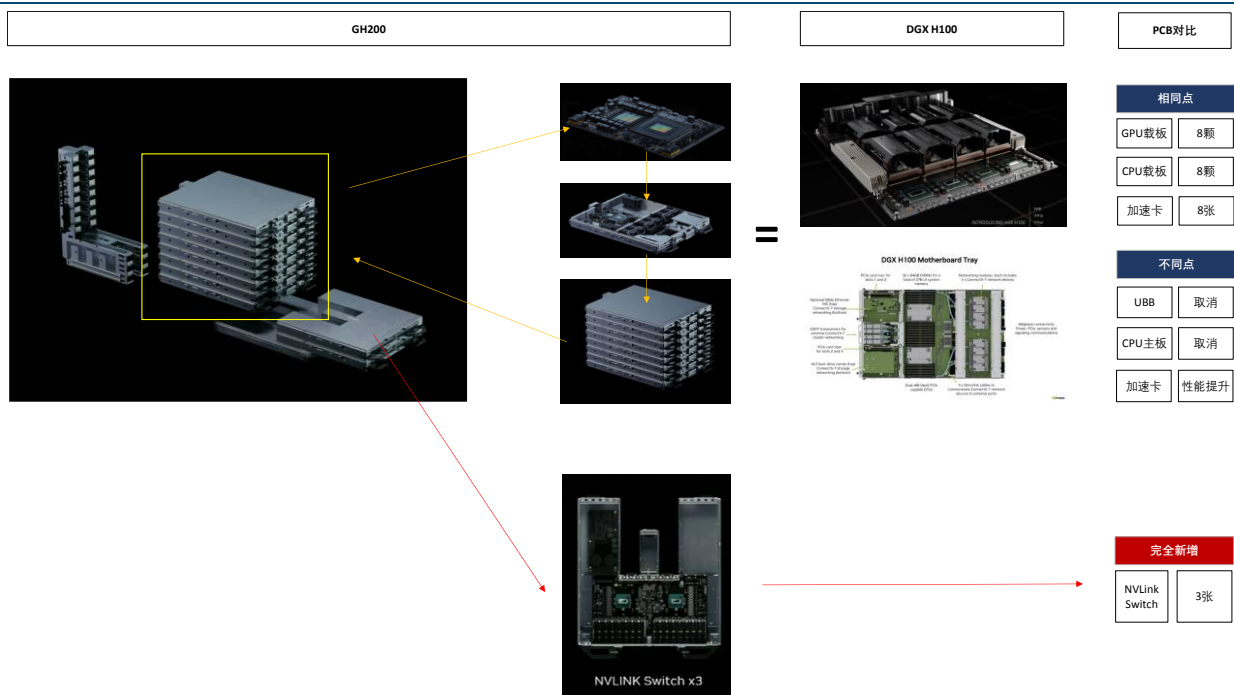 GH200
DGX H100
PCB对比
相同点
GPU载板
8颗
CPU载板
8颗
加速卡
8张
=
INTRODUCING HGX H100
DGX H100 Motherboard Tray
不同点
UBB
取消
CPU主板
取消
加速卡
性能提升
完全新增
NVLink
Switch
3张
NVLINK Switch x3